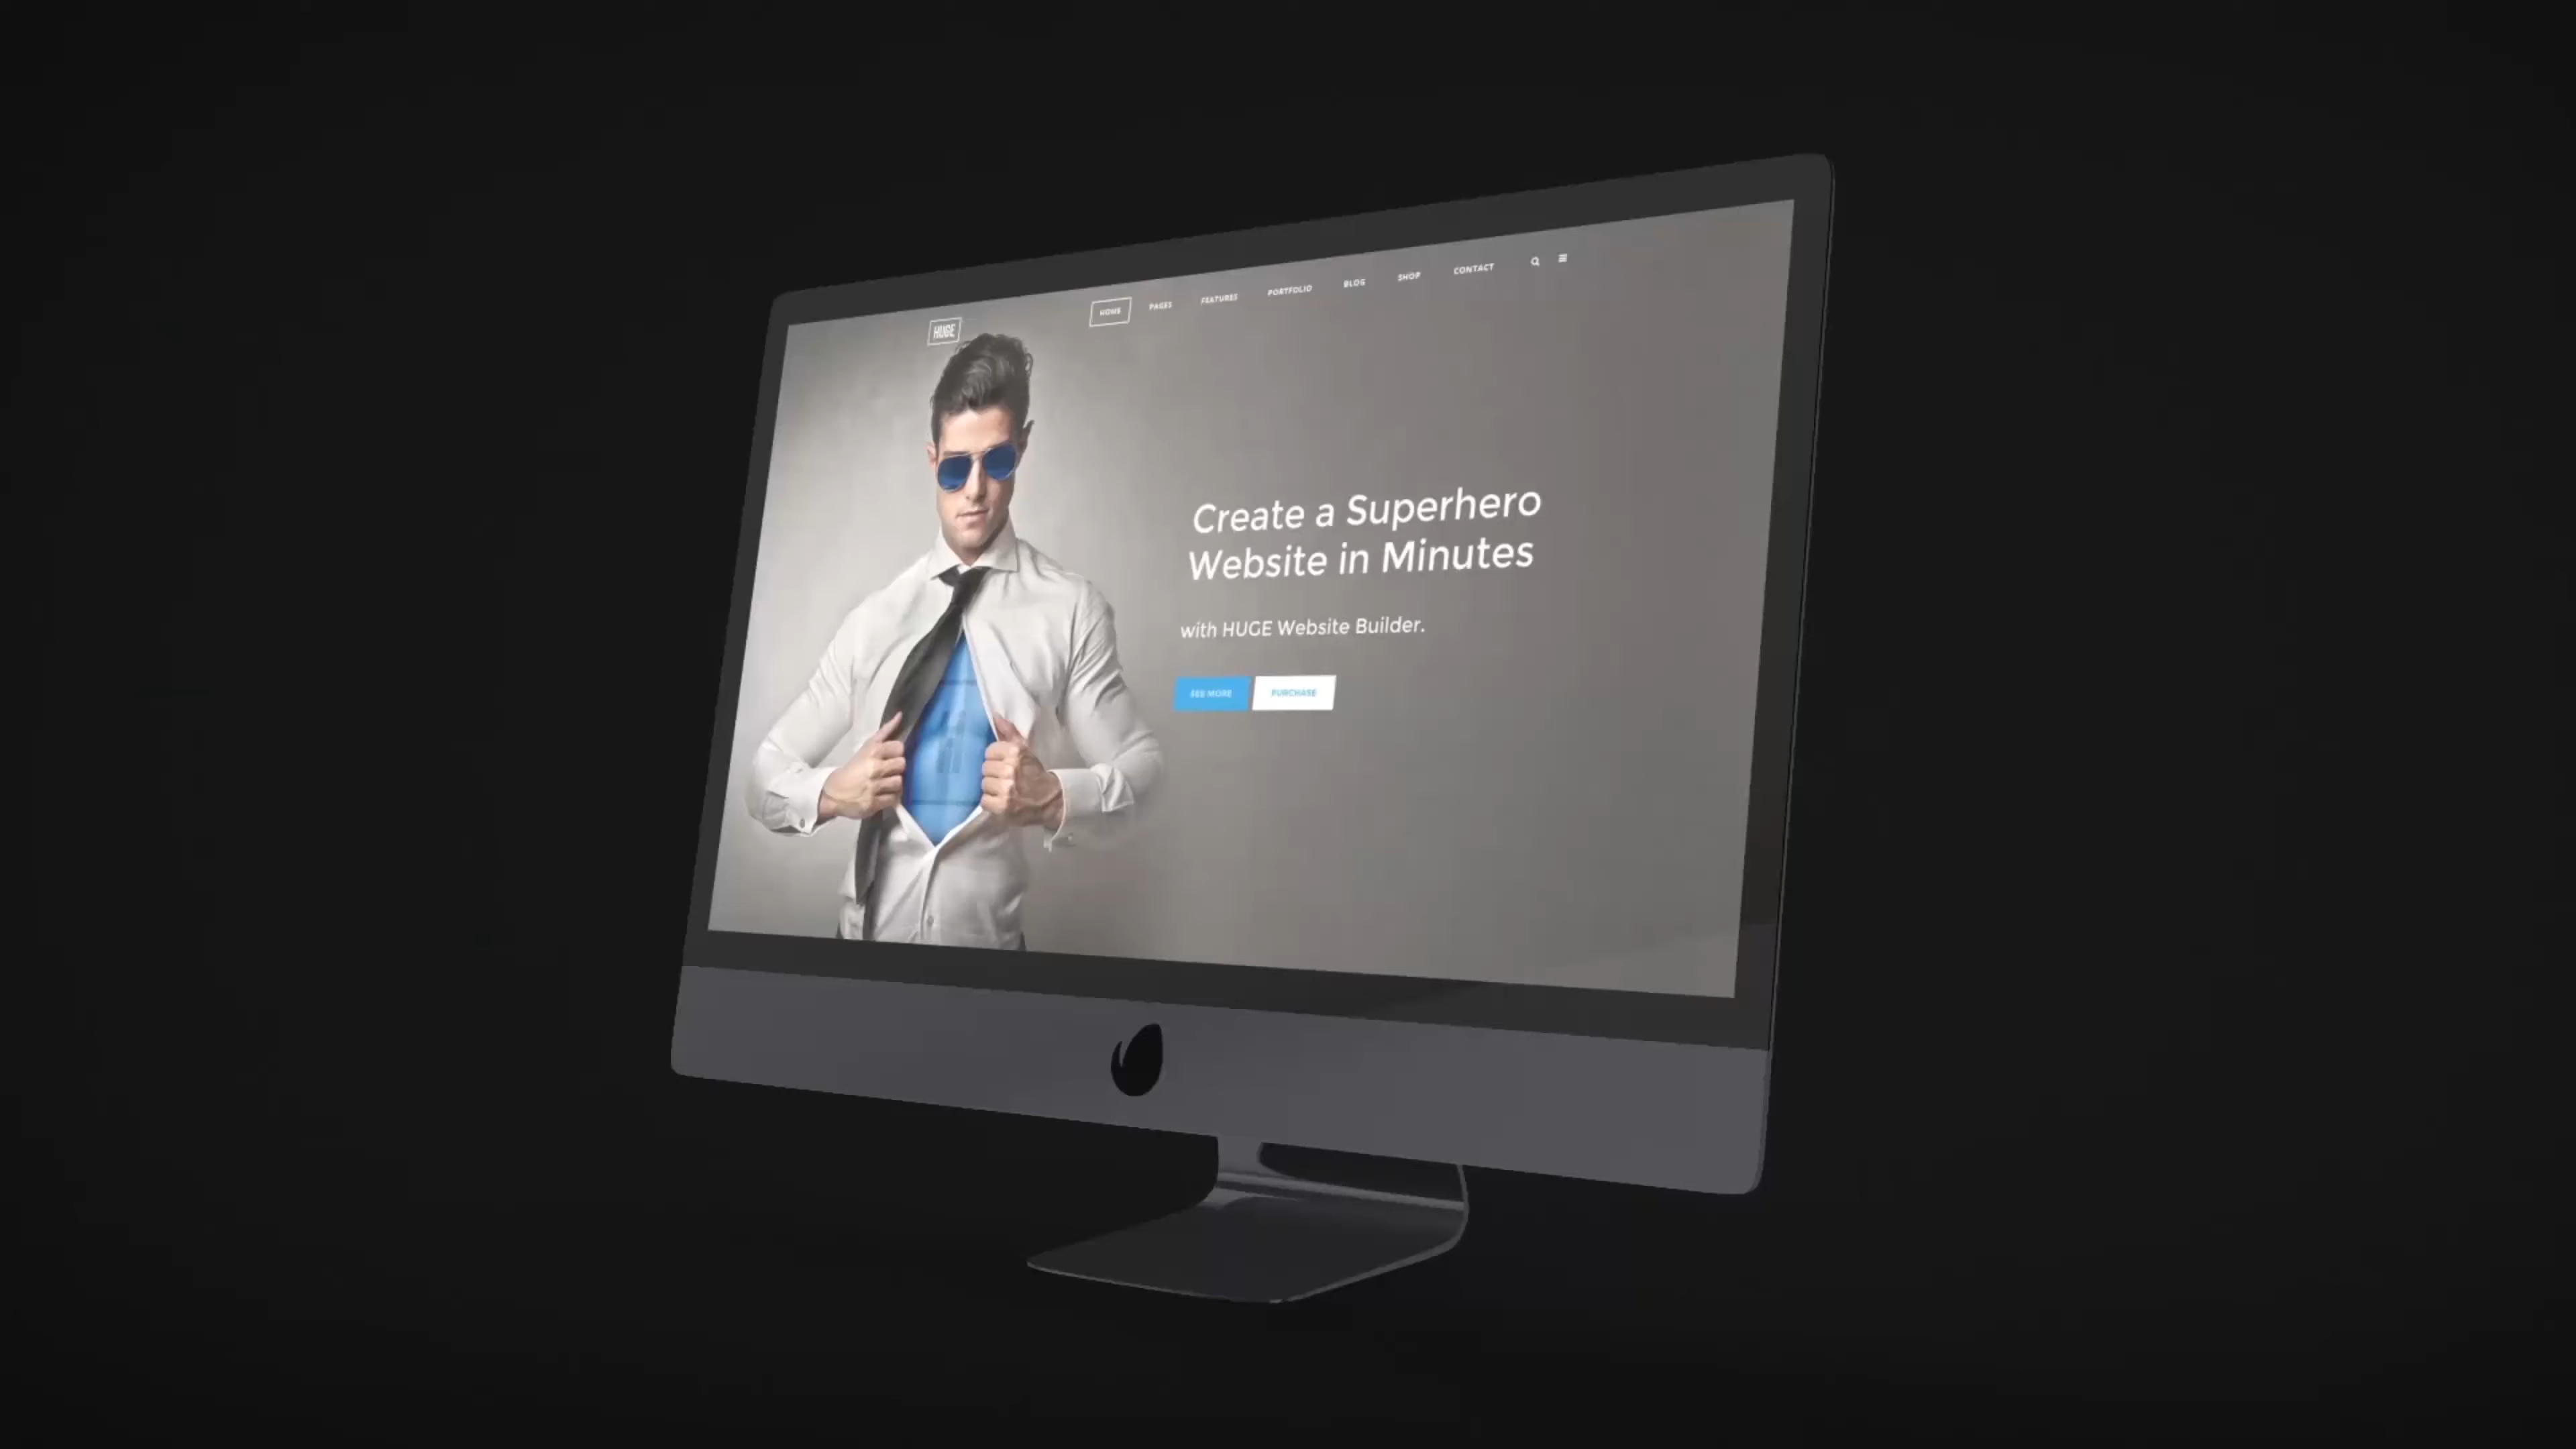 HUGE
HOME PAGES FEATURES PORTFOLIO BLOG SHOP CONTACT
Create a Superhero
Website in Minutes
with HUGE Website Builder.
SEE MORE PURCHASE